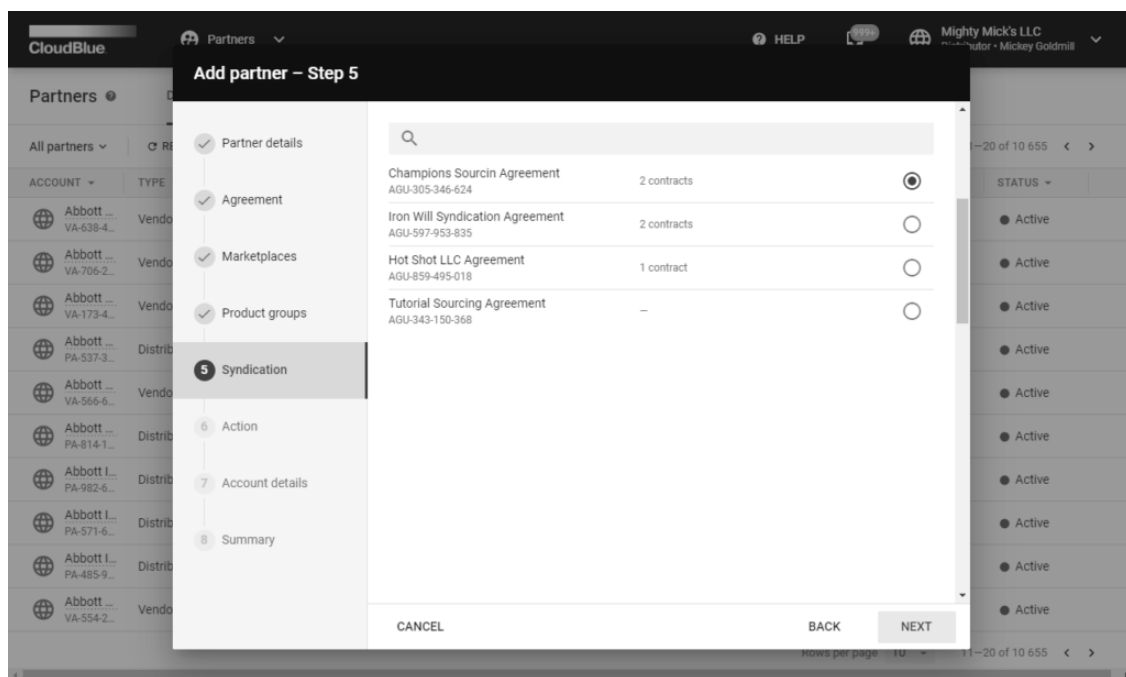 CloudBlue
Partners
HELP
999+
Mighty Mick's LLC
Distributor • Mickey Goldmill
Add partner – Step 5
Partners
All partners
–20 of 10 655
ACCOUNT
TYPE
STATUS
Partner details
Agreement
Marketplaces
Product groups
5 Syndication
6 Action
7 Account details
8 Summary
Champions Sourcin Agreement
2 contracts
AGU-305-346-624
Iron Will Syndication Agreement
2 contracts
AGU-597-953-835
Hot Shot LLC Agreement
1 contract
AGU-859-495-018
Tutorial Sourcing Agreement
–
AGU-343-150-368
Abbott ...
VA-638-4...
Vendo
Active
Abbott ...
VA-706-2...
Vendo
Active
Abbott ...
VA-173-4...
Vendo
Active
Abbott ...
PA-537-3...
Distrib
Active
Abbott ...
VA-566-6...
Vendo
Active
Abbott ...
PA-814-1...
Distrib
Active
Abbott I...
PA-982-6...
Distrib
Active
Abbott I...
PA-571-6...
Distrib
Active
Abbott I...
PA-485-9...
Distrib
Active
Abbott ...
VA-554-2...
Vendo
Active
CANCEL
BACK
NEXT
Rows per page 10
11–20 of 10 655